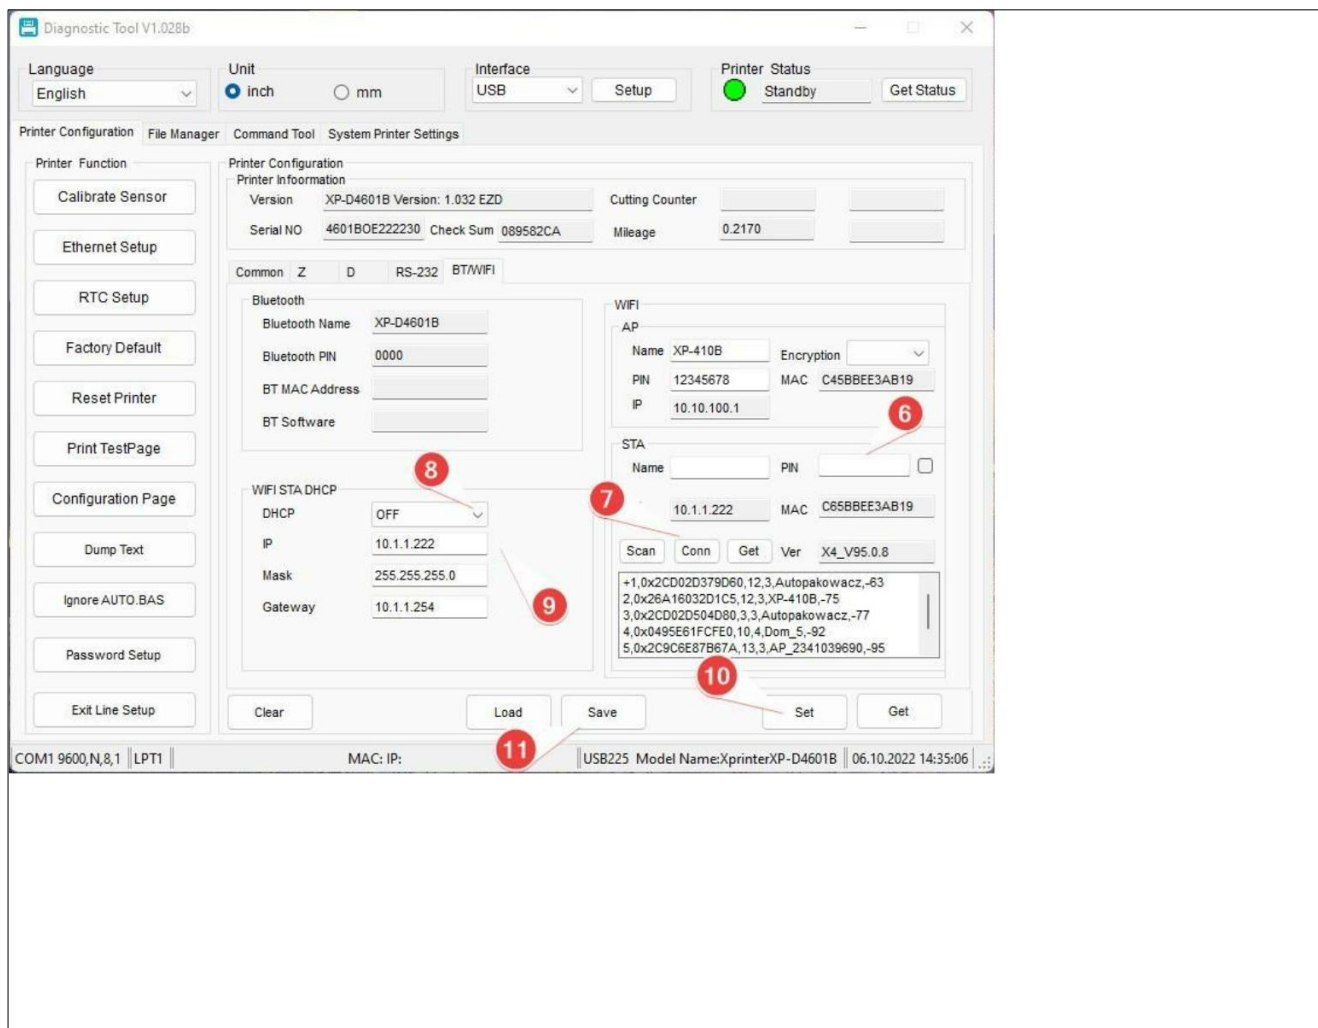 Diagnostic Tool V1.028b
Language
English
Unit
inch
mm
Interface
USB
Setup
Printer Status
Standby
Get Status
Printer Configuration File Manager Command Tool System Printer Settings
Printer Function
Calibrate Sensor
Ethernet Setup
RTC Setup
Factory Default
Reset Printer
Print TestPage
Configuration Page
Dump Text
Ignore AUTO.BAS
Password Setup
Exit Line Setup
Printer Configuration
Printer Infoormation
Version XP-D4601B Version: 1.032 EZD Cutting Counter
Serial NO 4601BOE222230 Check Sum 089582CA Mileage 0.2170
Common Z D RS-232 BT/WIFI
Bluetooth
Bluetooth Name XP-D4601B
Bluetooth PIN 0000
BT MAC Address
BT Software
8
WIFI STA DHCP
DHCP OFF
IP 10.1.1.222
Mask 255.255.255.0
Gateway 10.1.1.254
9
WIFI
AP
Name XP-410B Encryption
PIN 12345678 MAC C45BBEE3AB19
IP 10.10.100.1
6
STA
Name PIN
7
10.1.1.222 MAC C65BBEE3AB19
Scan Conn Get Ver X4_V95.0.8
+1,0x2CD02D379D60,12,3,Autopakowacz,-63
2,0x26A16032D1C5,12,3,XP-410B,-75
3,0x2CD02D504D80,3,3,Autopakowacz,-77
4,0x0495E61FCFE0,10,4,Dom_5,-92
5,0x2C9C6E87B67A,13,3,AP_2341039690,-95
10
Clear Load Save Set Get
11
COM1 9600,N,8,1 LPT1 MAC: IP: USB225 Model Name:XprinterXP-D4601B 06.10.2022 14:35:06